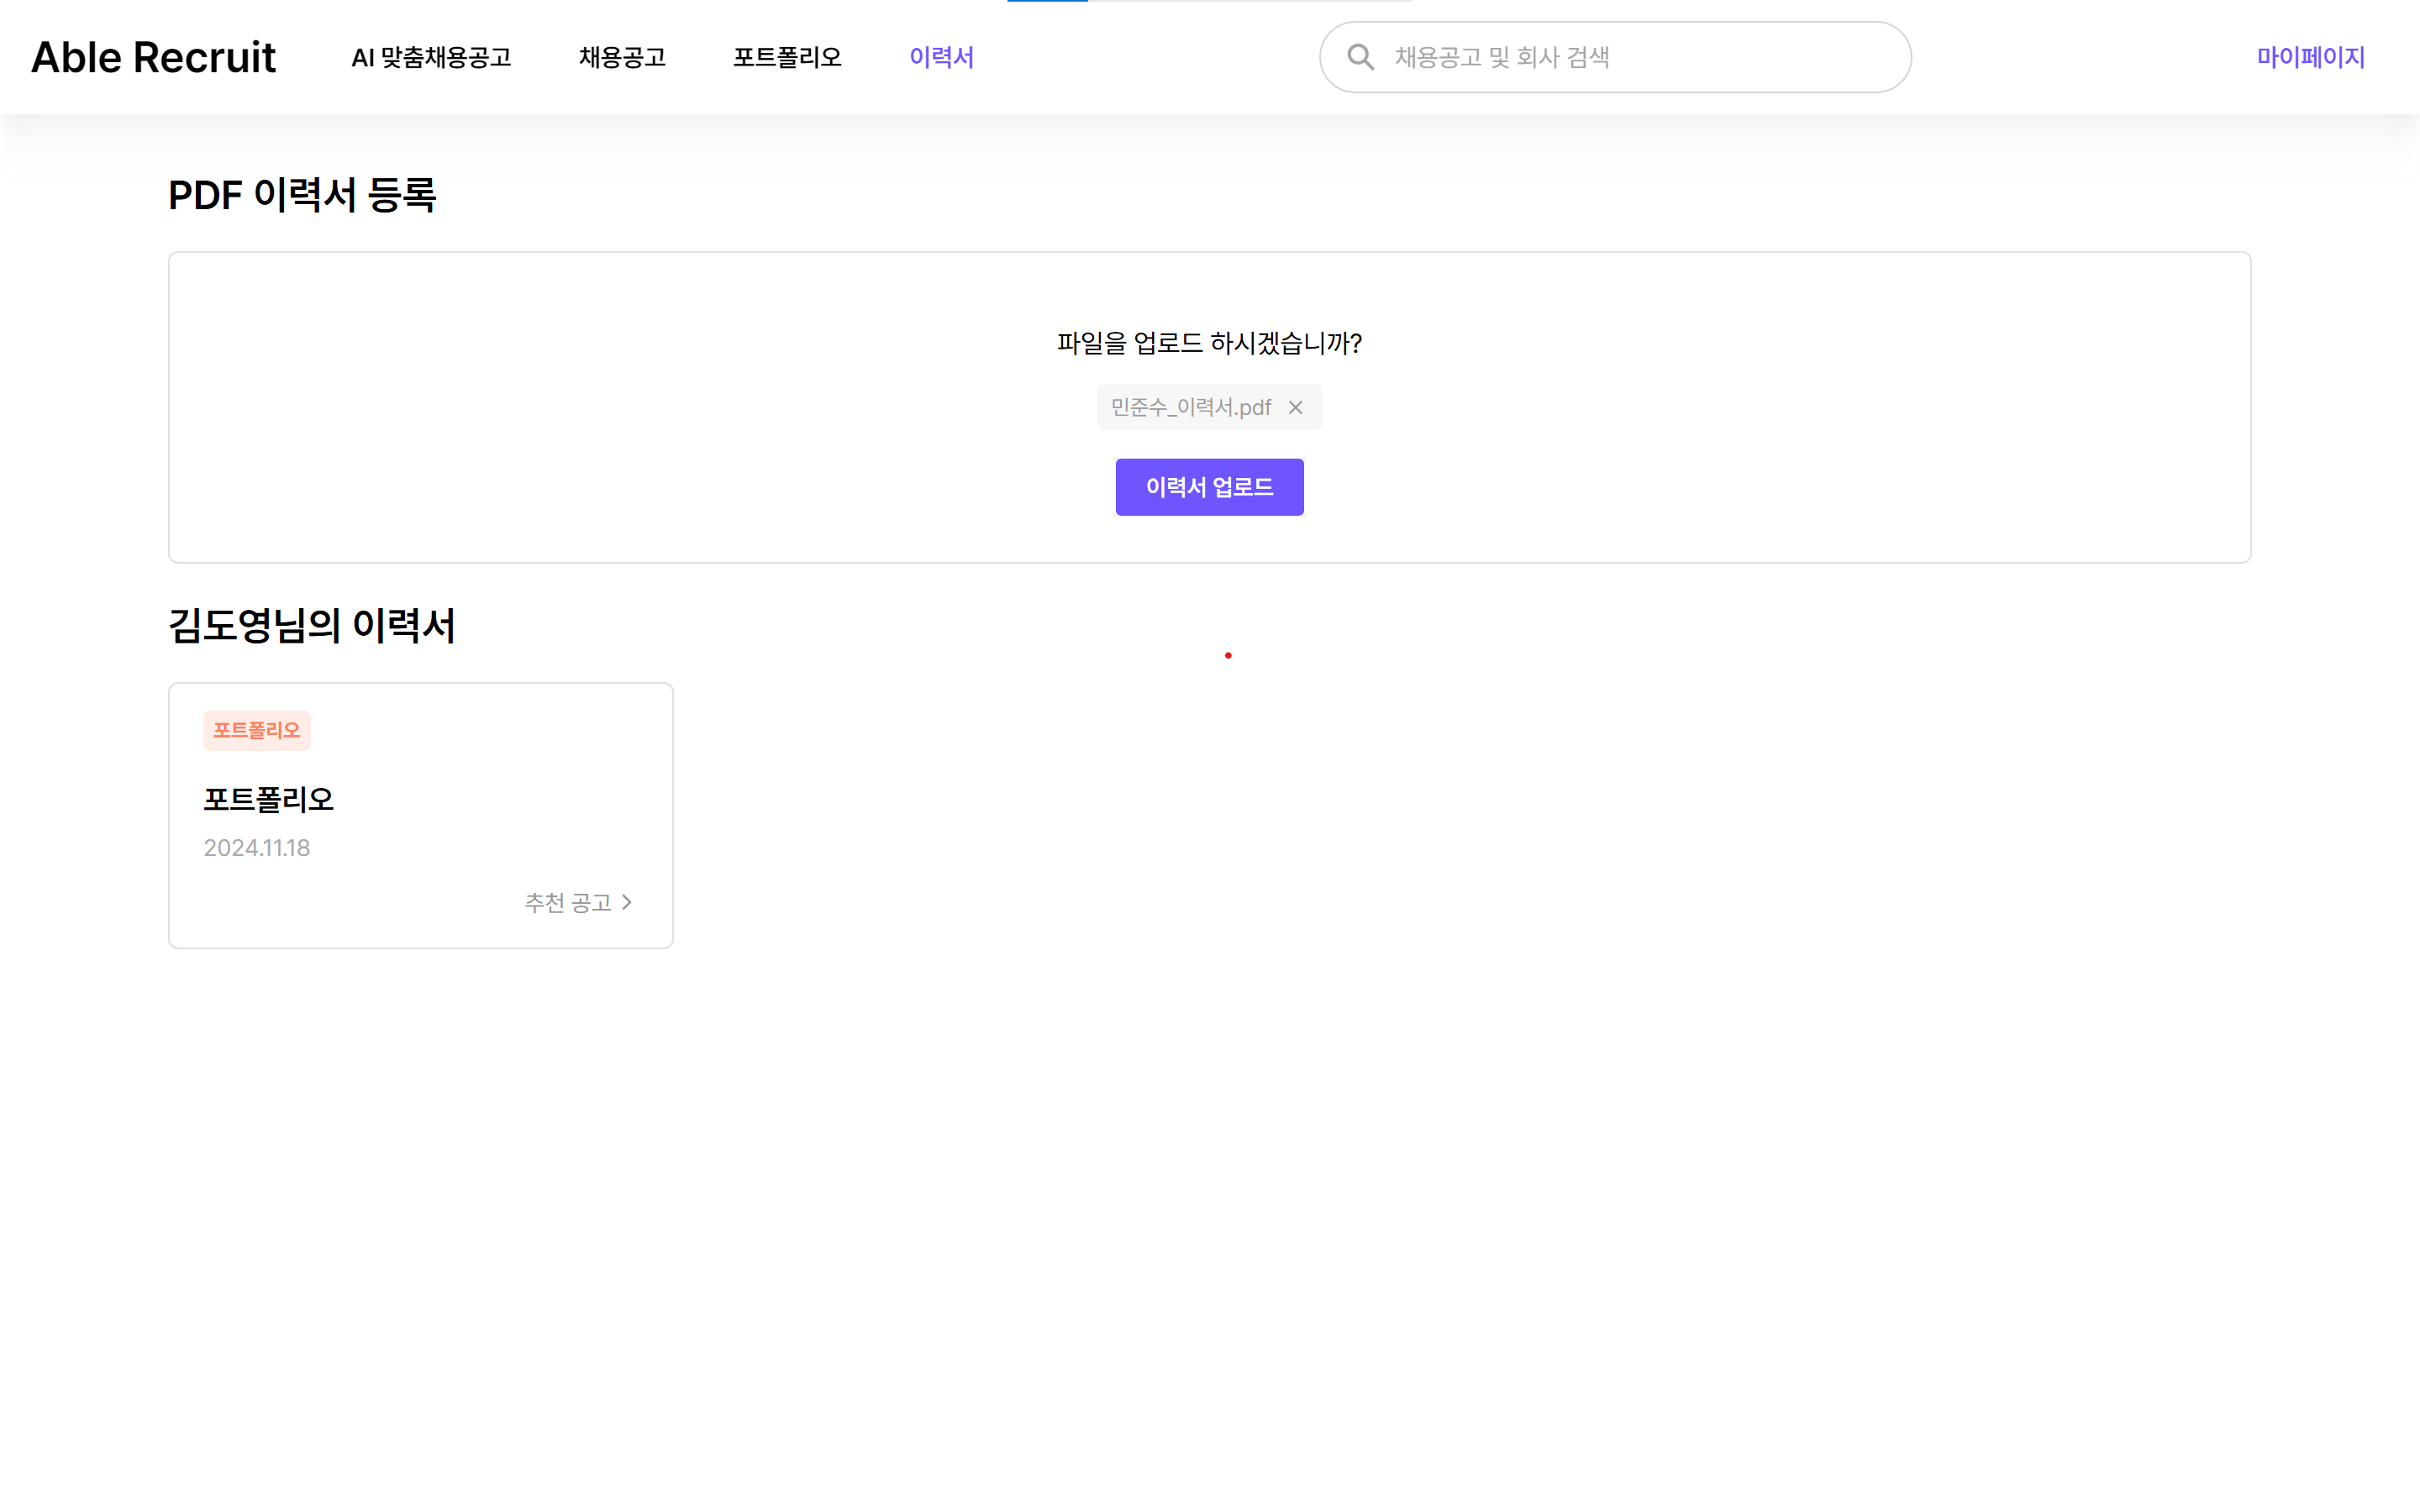 Able Recruit AI 맞춤채용공고 채용공고 포트폴리오 이력서 채용공고 및 회사 검색 마이페이지
PDF 이력서 등록
파일을 업로드 하시겠습니까?
민준수_이력서.pdf
이력서 업로드
김도영님의 이력서
포트폴리오
포트폴리오
2024.11.18
추천 공고